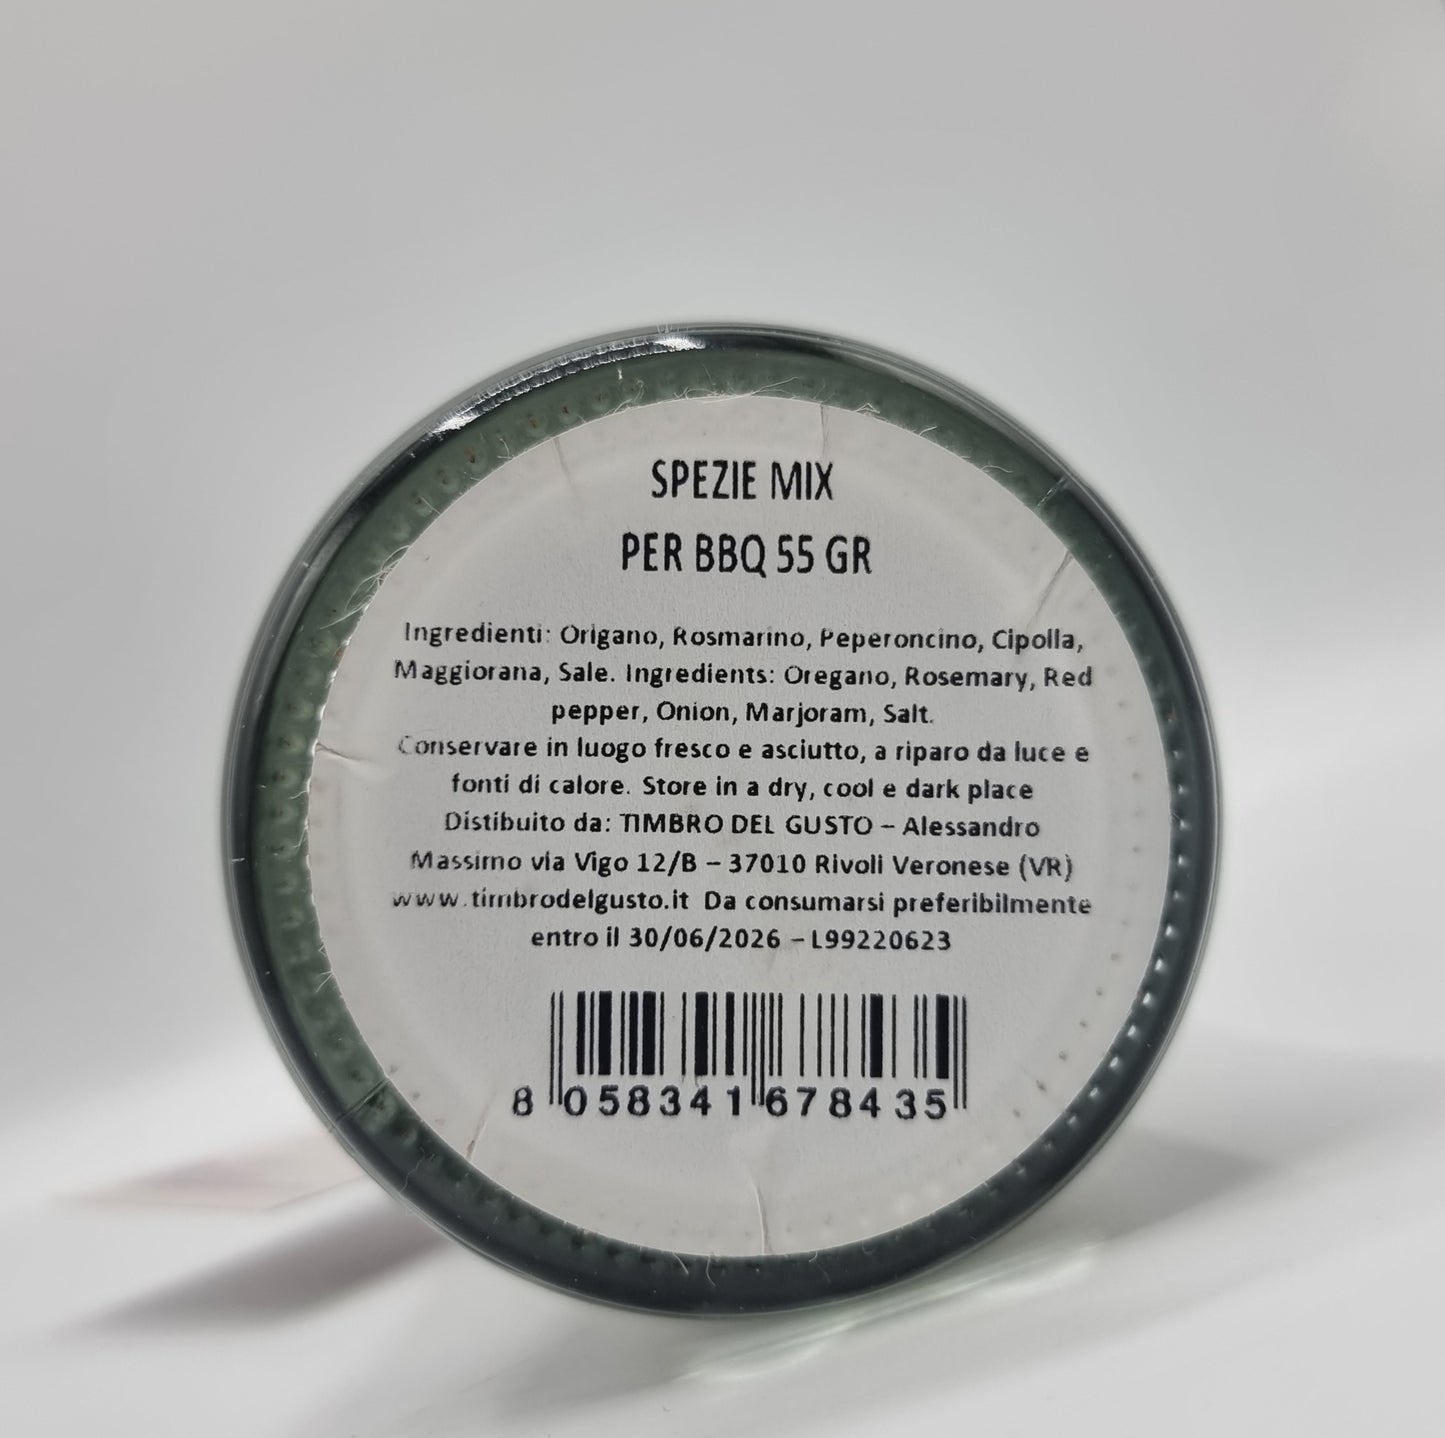 SPEZIE MIX
PER BBQ 55 GR
Ingredienti: Origano, Rosmarino, Peperoncino, Cipolla,
Maggiorana, Sale. Ingredients: Oregano, Rosemary, Red
pepper, Onion, Marjoram, Salt.
Conservare in luogo fresco e asciutto, a riparo da luce e
fonti di calore. Store in a dry, cool e dark place
Distibuito da: TIMBRO DEL GUSTO – Alessandro
Massimo via Vigo 12/B – 37010 Rivoli Veronese (VR)
www.timbrodelgusto.it Da consumarsi preferibilmente
entro il 30/06/2026 – L99220623
8 058341 678435